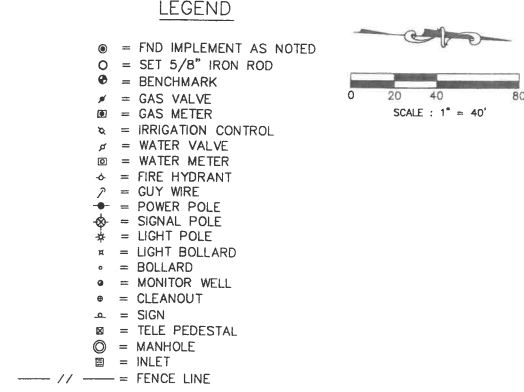 LEGEND
= FND IMPLEMENT AS NOTED
= SET 5/8" IRON ROD
= BENCHMARK
= GAS VALVE
= GAS METER
= IRRIGATION CONTROL
= WATER VALVE
= WATER METER
= FIRE HYDRANT
= GUY WIRE
= POWER POLE
= SIGNAL POLE
= LIGHT POLE
= LIGHT BOLLARD
= BOLLARD
= MONITOR WELL
= CLEANOUT
= SIGN
= TELE PEDESTAL
= MANHOLE
= INLET
// = FENCE LINE
0 20 40 80
SCALE : 1" = 40'